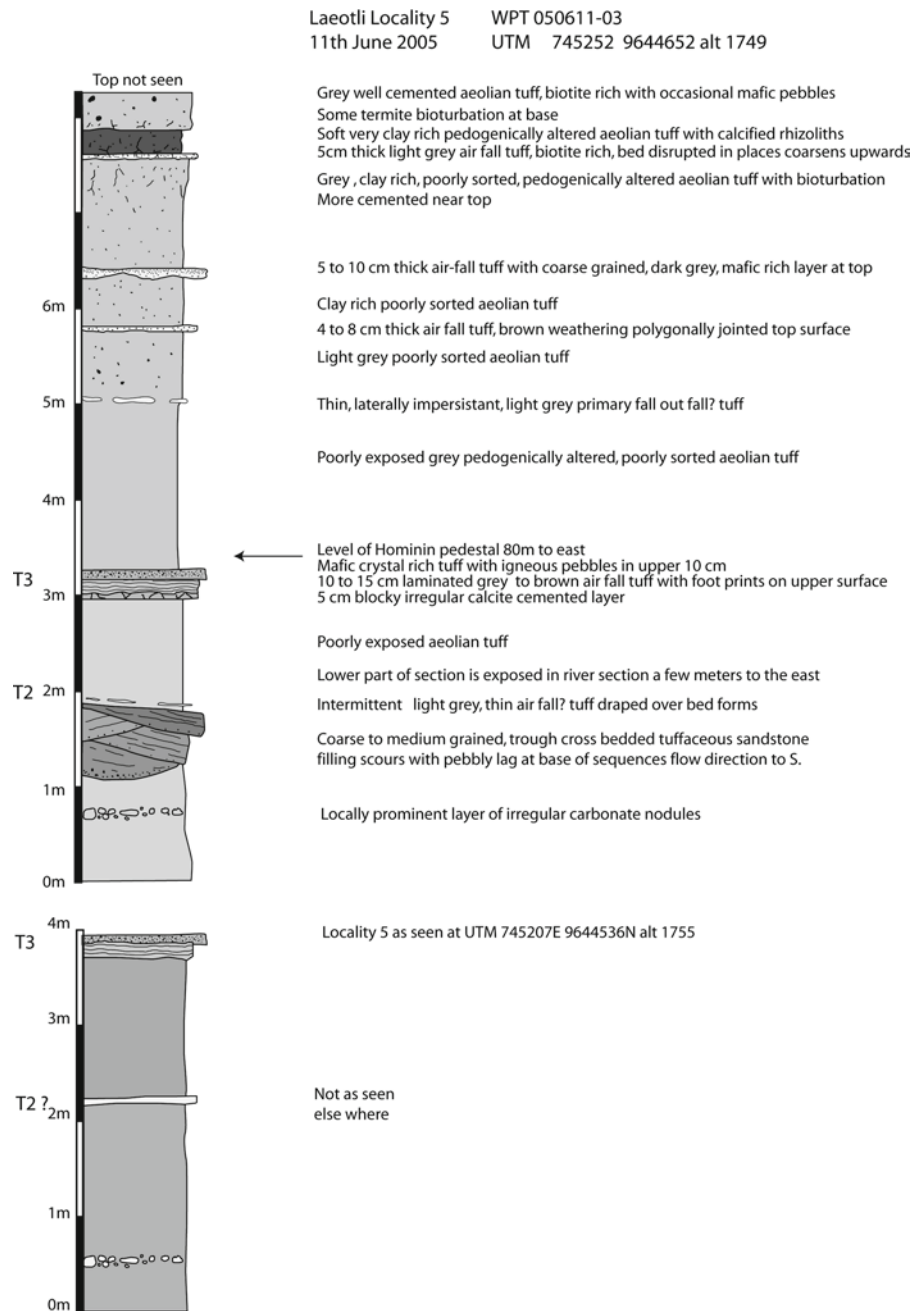 Laeotli Locality 5 WPT 050611-03
11th June 2005 UTM 745252 9644652 alt 1749
Top not seen
Grey well cemented aeolian tuff, biotite rich with occasional mafic pebbles
Some termite bioturbation at base
Soft very clay rich pedogenically altered aeolian tuff with calcified rhizoliths
5cm thick light grey air fall tuff, biotite rich, bed disrupted in places coarsens upwards
Grey , clay rich, poorly sorted, pedogenically altered aeolian tuff with bioturbation
More cemented near top
5 to 10 cm thick air-fall tuff with coarse grained, dark grey, mafic rich layer at top
6m
Clay rich poorly sorted aeolian tuff
4 to 8 cm thick air fall tuff, brown weathering polygonally jointed top surface
Light grey poorly sorted aeolian tuff
5m
Thin, laterally impersistant, light grey primary fall out fall? tuff
Poorly exposed grey pedogenically altered, poorly sorted aeolian tuff
4m
Level of Hominin pedestal 80m to east
Mafic crystal rich tuff with igneous pebbles in upper 10 cm
T3
10 to 15 cm laminated grey to brown air fall tuff with foot prints on upper surface
3m
5 cm blocky irregular calcite cemented layer
Poorly exposed aeolian tuff
Lower part of section is exposed in river section a few meters to the east
T2 2m
Intermittent light grey, thin air fall? tuff draped over bed forms
Coarse to medium grained, trough cross bedded tuffaceous sandstone
filling scours with pebbly lag at base of sequences flow direction to S.
1m
Locally prominent layer of irregular carbonate nodules
0m
4m
T3
Locality 5 as seen at UTM 745207E 9644536N alt 1755
3m
Not as seen
T2 ? 2m
else where
1m
0m